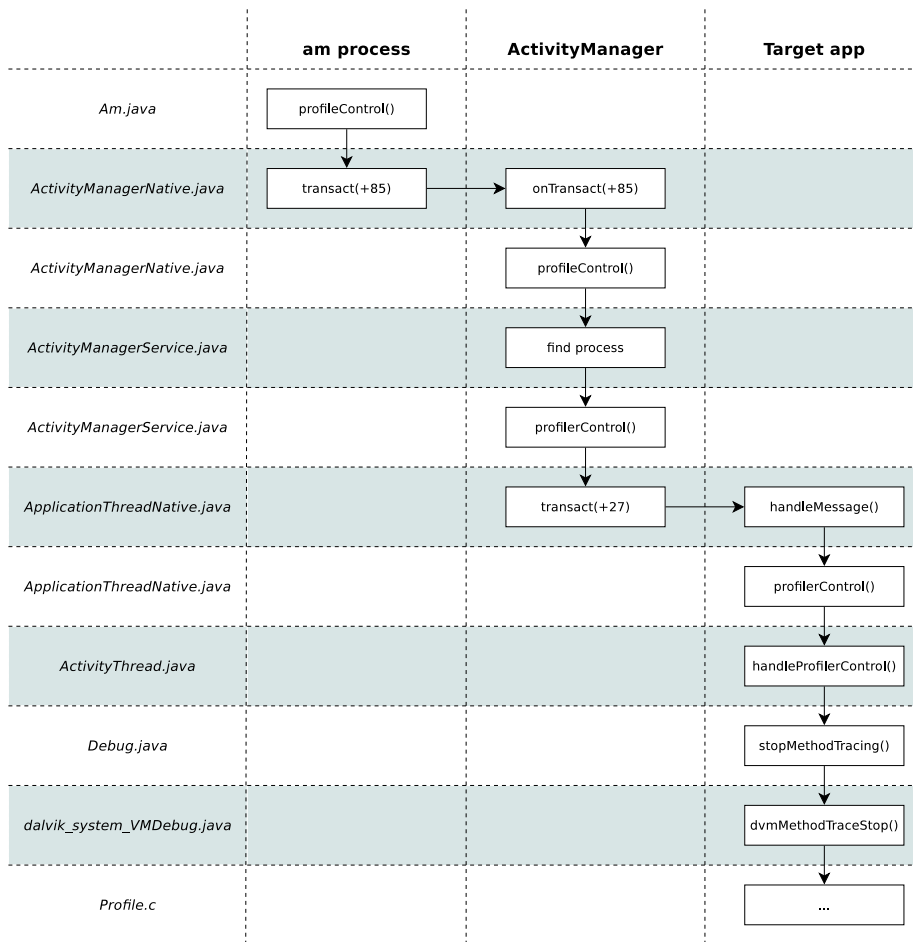 am process
ActivityManager
Target app
Am.java
profileControl()
ActivityManagerNative.java
transact(+85)
onTransact(+85)
ActivityManagerNative.java
profileControl()
ActivityManagerService.java
find process
ActivityManagerService.java
profilerControl()
ApplicationThreadNative.java
transact(+27)
handleMessage()
ApplicationThreadNative.java
profilerControl()
ActivityThread.java
handleProfilerControl()
Debug.java
stopMethodTracing()
dalvik_system_VMDebug.java
dvmMethodTraceStop()
Profile.c
...